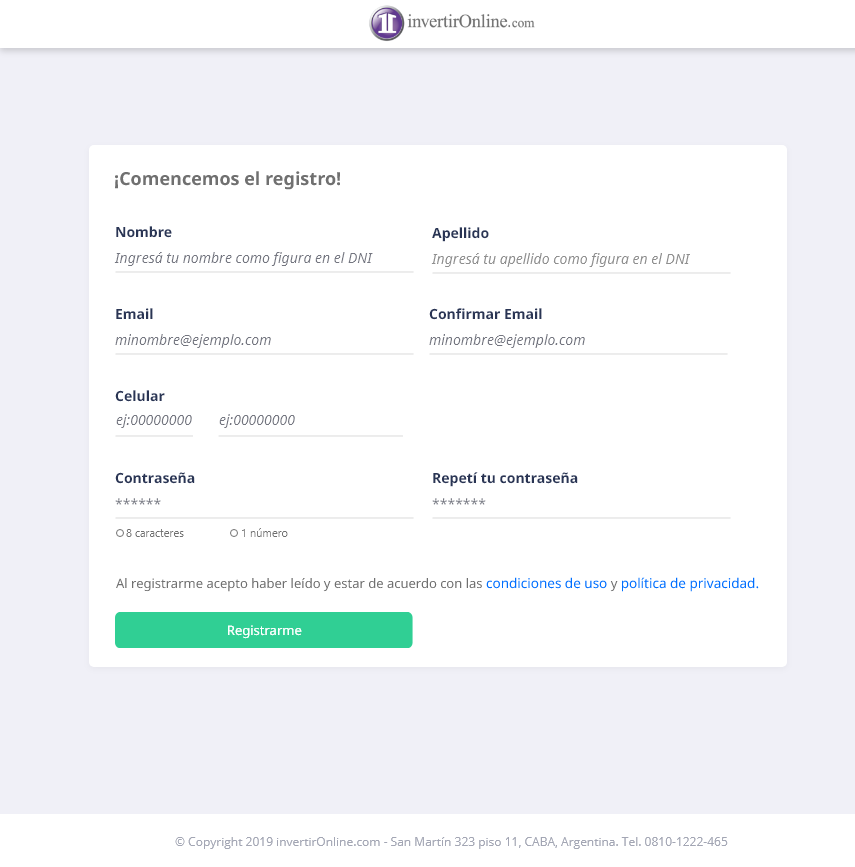 invertirOnline.com
¡Comencemos el registro!
Nombre
Apellido
Ingresá tu nombre como figura en el DNI
Ingresá tu apellido como figura en el DNI
Email
Confirmar Email
minombre@ejemplo.com
minombre@ejemplo.com
Celular
ej:00000000 ej:00000000
Contraseña
Repetí tu contraseña
******
*******
8 caracteres
1 número
Al registrarme acepto haber leído y estar de acuerdo con las condiciones de uso y política de privacidad.
Registrarme
© Copyright 2019 invertirOnline.com - San Martín 323 piso 11, CABA, Argentina. Tel. 0810-1222-465